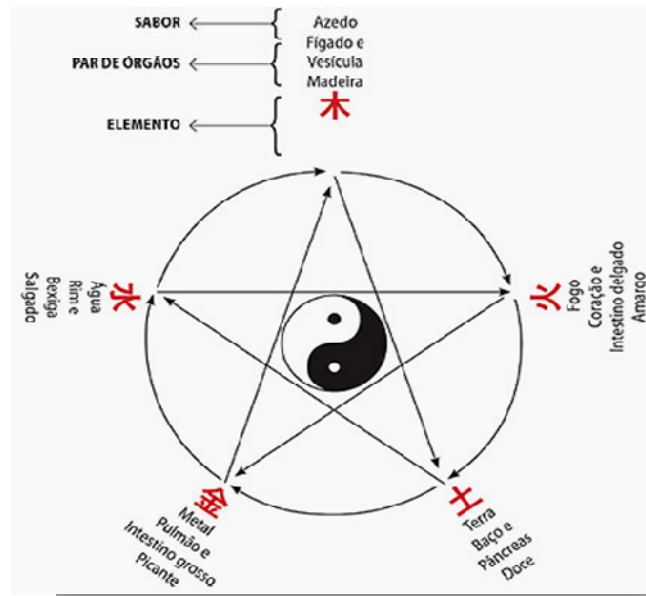 SABOR
Azedo
PAR DE ÓRGÃOS
Fígado e
Vesícula
Madeira
ELEMENTO
木
火
Fogo
Coração e
Intestino delgado
Amargo
土
Terra
Baço e
Pâncreas
Doce
金
Metal
Pulmão e
Intestino grosso
Picante
水
Água
Rim e
Bexiga
Salgado